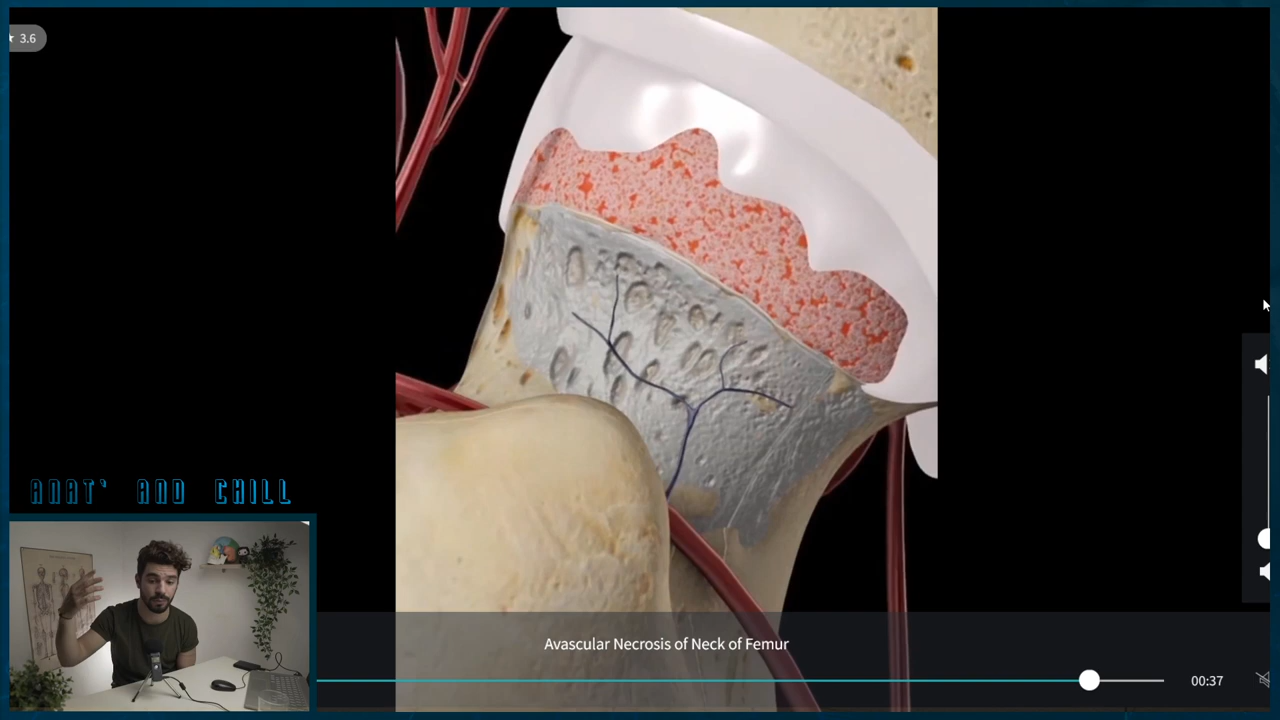 3.6
ANAT' AND CHILL
Avascular Necrosis of Neck of Femur
00:37